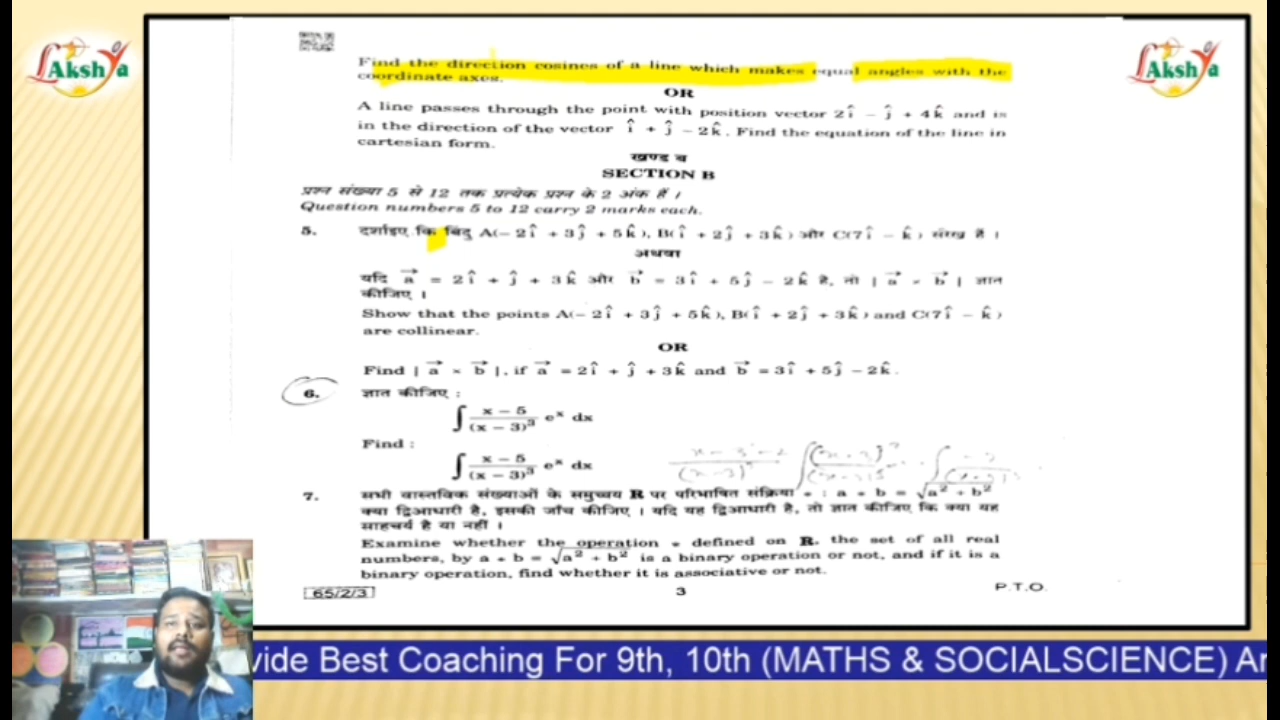 Find the direction cosines of a line which makes equal angles with the
coordinate axes.
OR
A line passes through the point with position vector 2î − ĵ + 4k̂ and is
in the direction of the vector î + ĵ − 2k̂. Find the equation of the line in
cartesian form.
खण्ड ब
SECTION B
प्रश्न संख्या 5 से 12 तक प्रत्येक प्रश्न के 2 अंक हैं ।
Question numbers 5 to 12 carry 2 marks each.
5. दर्शाइए कि बिंदु A(− 2î + 3ĵ + 5k̂), B(î + 2ĵ + 3k̂) और C(7î − k̂) संरेख हैं ।
अथवा
यदि a⃗ = 2î + ĵ + 3k̂ और b⃗ = 3î + 5ĵ − 2k̂ है, तो | a⃗ × b⃗ | ज्ञात
कीजिए ।
Show that the points A(− 2î + 3ĵ + 5k̂), B(î + 2ĵ + 3k̂) and C(7î − k̂)
are collinear.
OR
Find | a⃗ × b⃗ |, if a⃗ = 2î + ĵ + 3k̂ and b⃗ = 3î + 5ĵ − 2k̂.
6. ज्ञात कीजिए :
∫ (x − 5)/(x − 3)³ eˣ dx
Find :
∫ (x − 5)/(x − 3)³ eˣ dx
7. सभी वास्तविक संख्याओं के समुच्चय R पर परिभाषित संक्रिया * : a * b = √(a² + b²)
क्या द्विआधारी है, इसकी जाँच कीजिए । यदि यह द्विआधारी है, तो ज्ञात कीजिए कि क्या यह
साहचर्य है या नहीं ।
Examine whether the operation * defined on R, the set of all real
numbers, by a * b = √(a² + b²) is a binary operation or not, and if it is a
binary operation, find whether it is associative or not.
65/2/3 3 P.T.O.
Lakshya
Lakshya
vide Best Coaching For 9th, 10th (MATHS & SOCIALSCIENCE) Ar